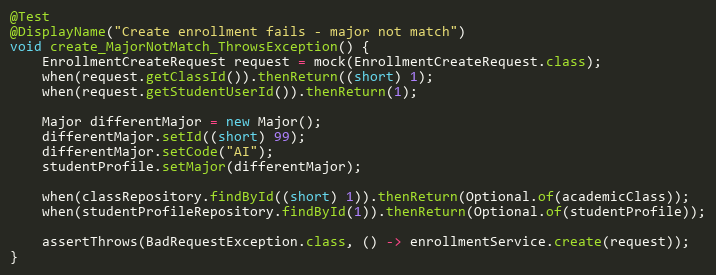 @Test
@DisplayName("Create enrollment fails - major not match")
void create_MajorNotMatch_ThrowsException() {
    EnrollmentCreateRequest request = mock(EnrollmentCreateRequest.class);
    when(request.getClassId()).thenReturn((short) 1);
    when(request.getStudentUserId()).thenReturn(1);

    Major differentMajor = new Major();
    differentMajor.setId((short) 99);
    differentMajor.setCode("AI");
    studentProfile.setMajor(differentMajor);

    when(classRepository.findById((short) 1)).thenReturn(Optional.of(academicClass));
    when(studentProfileRepository.findById(1)).thenReturn(Optional.of(studentProfile));

    assertThrows(BadRequestException.class, () -> enrollmentService.create(request));
}